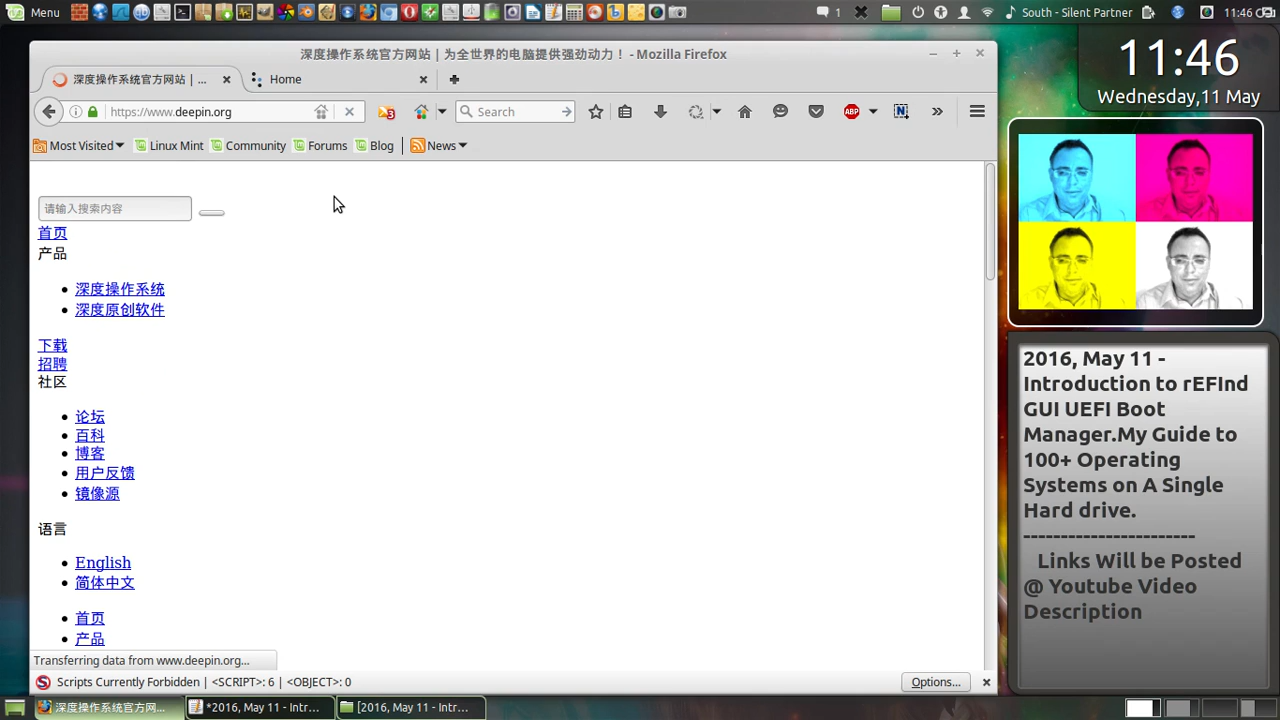 Menu
1
South - Silent Partner
11:46
深度操作系统官方网站 | 为全世界的电脑提供强劲动力！ - Mozilla Firefox
深度操作系统官方网站 | ...
Home
https://www.deepin.org
3
Search
ABP
N
Most Visited
Linux Mint
Community
Forums
Blog
News
请输入搜索内容
首页
产品
深度操作系统
深度原创软件
下载
招聘
社区
论坛
百科
博客
用户反馈
镜像源
语言
English
简体中文
首页
产品
Transferring data from www.deepin.org...
Scripts Currently Forbidden | <SCRIPT>: 6 | <OBJECT>: 0
Options...
深度操作系统官方网...
*2016, May 11 - Intr...
[2016, May 11 - Intr...
11:46
Wednesday,11 May
2016, May 11 -
Introduction to rEFInd
GUI UEFI Boot
Manager.My Guide to
100+ Operating
Systems on A Single
Hard drive.
-----------------------
Links Will be Posted
@ Youtube Video
Description